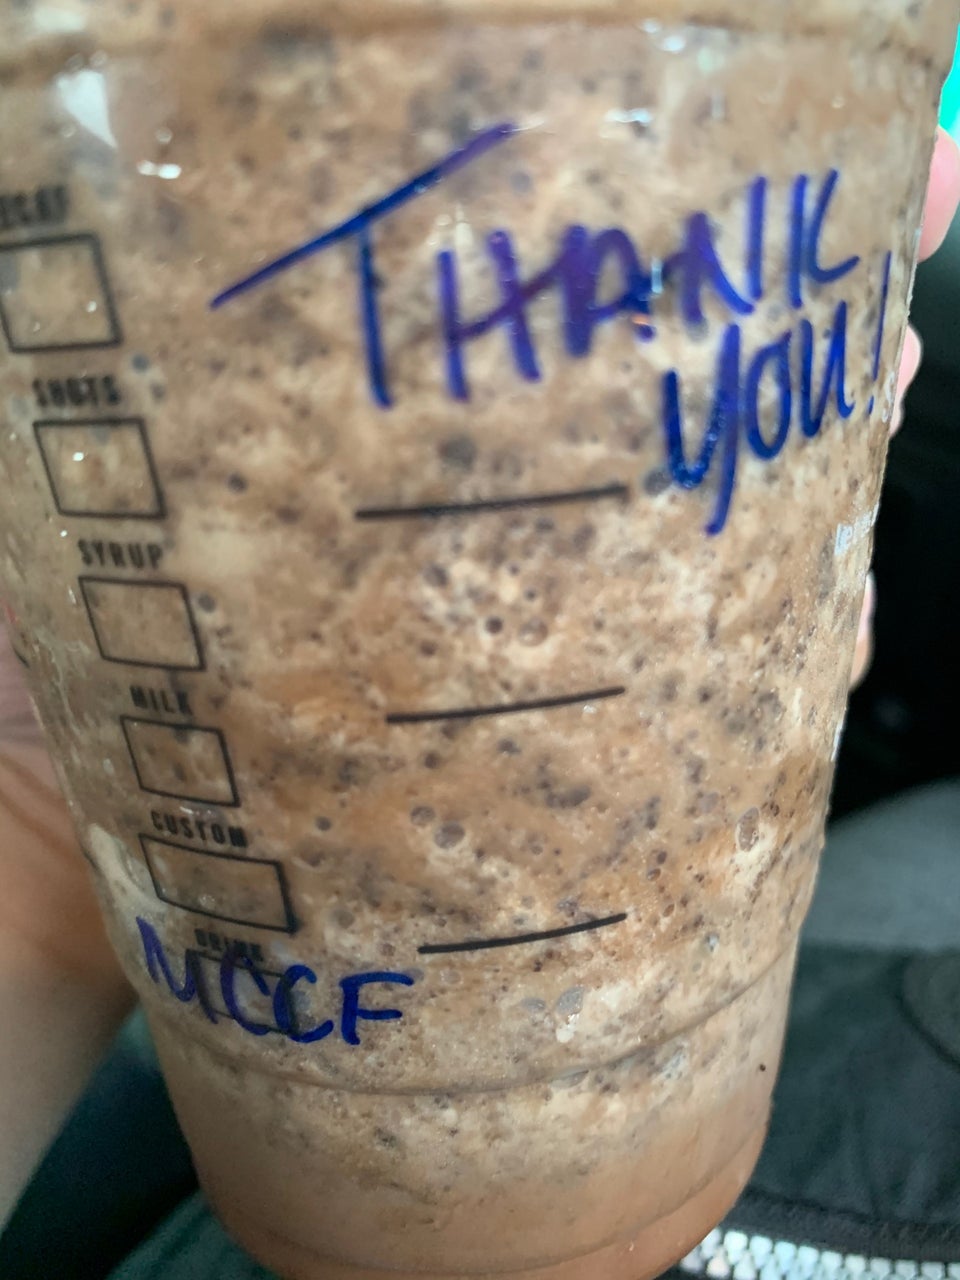 DECAF
THANK
YOU!
SHOTS
SYRUP
MILK
CUSTOM
DRINK
MCCF